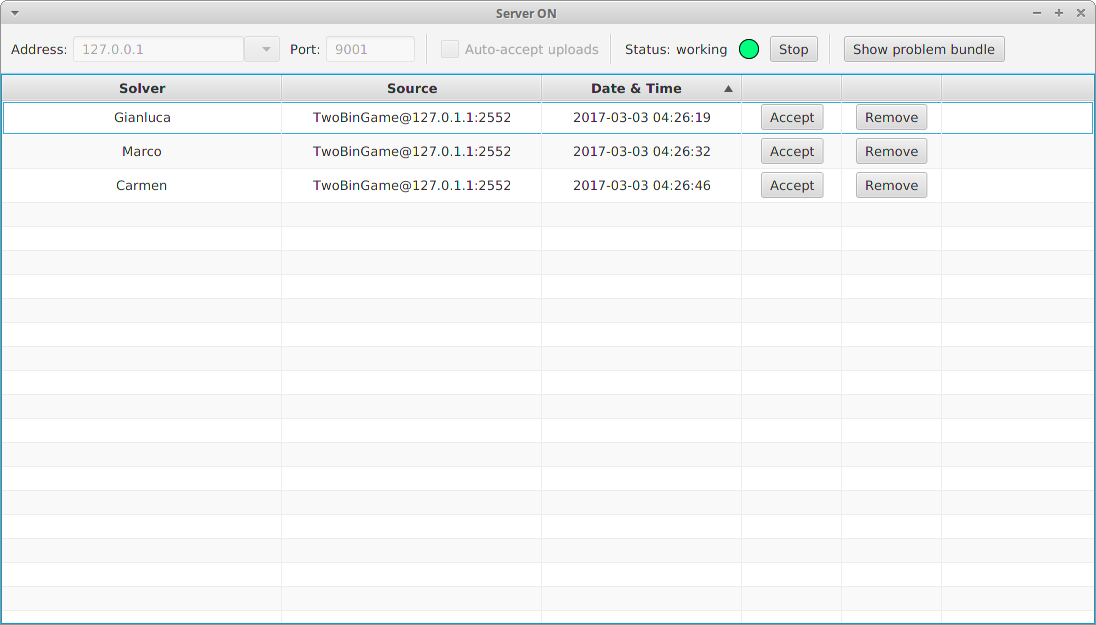 Server ON
Address: 127.0.0.1 Port: 9001 Auto-accept uploads Status: working Stop Show problem bundle
Solver Source Date & Time
Gianluca TwoBinGame@127.0.1.1:2552 2017-03-03 04:26:19 Accept Remove
Marco TwoBinGame@127.0.1.1:2552 2017-03-03 04:26:32 Accept Remove
Carmen TwoBinGame@127.0.1.1:2552 2017-03-03 04:26:46 Accept Remove